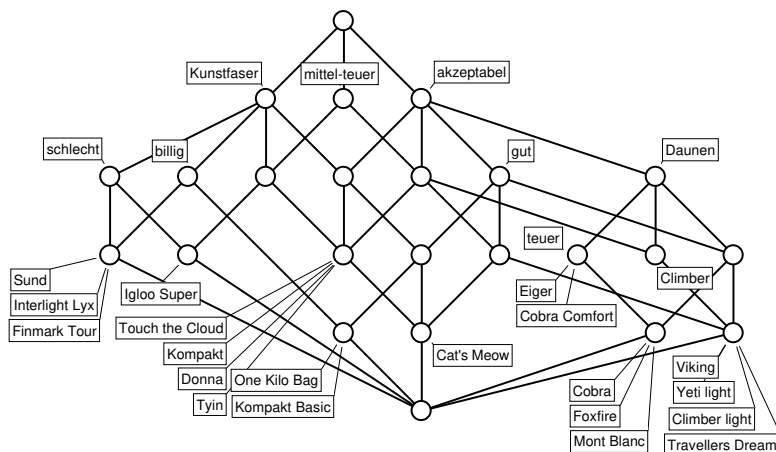 Kunstfaser
mittel-teuer
akzeptabel
schlecht
billig
gut
Daunen
teuer
Sund
Igloo Super
Eiger
Climber
Interlight Lyx
Finmark Tour
Touch the Cloud
Cobra Comfort
Kompakt
Cat's Meow
Donna
One Kilo Bag
Viking
Tyin
Kompakt Basic
Cobra
Yeti light
Foxfire
Climber light
Mont Blanc
Travellers Dream